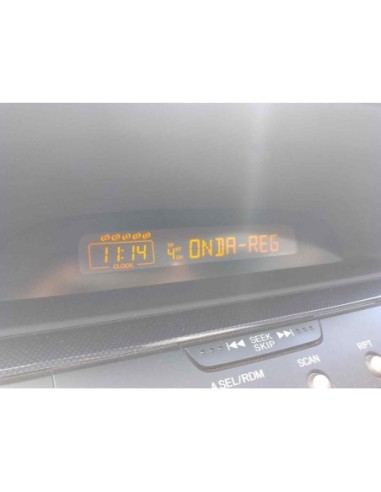 11:14 4 ONDA-REG
CLOCK
SEEK
SKIP
A.SEL/RDM
SCAN
RPT